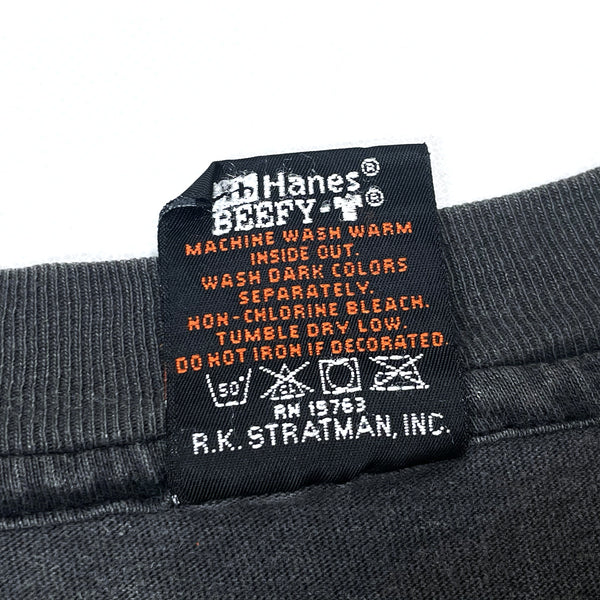 Hanes®
BEEFY-T®
MACHINE WASH WARM
INSIDE OUT.
WASH DARK COLORS
SEPARATELY.
NON-CHLORINE BLEACH.
TUMBLE DRY LOW.
DO NOT IRON IF DECORATED.
50°
RN 15763
R.K. STRATMAN, INC.